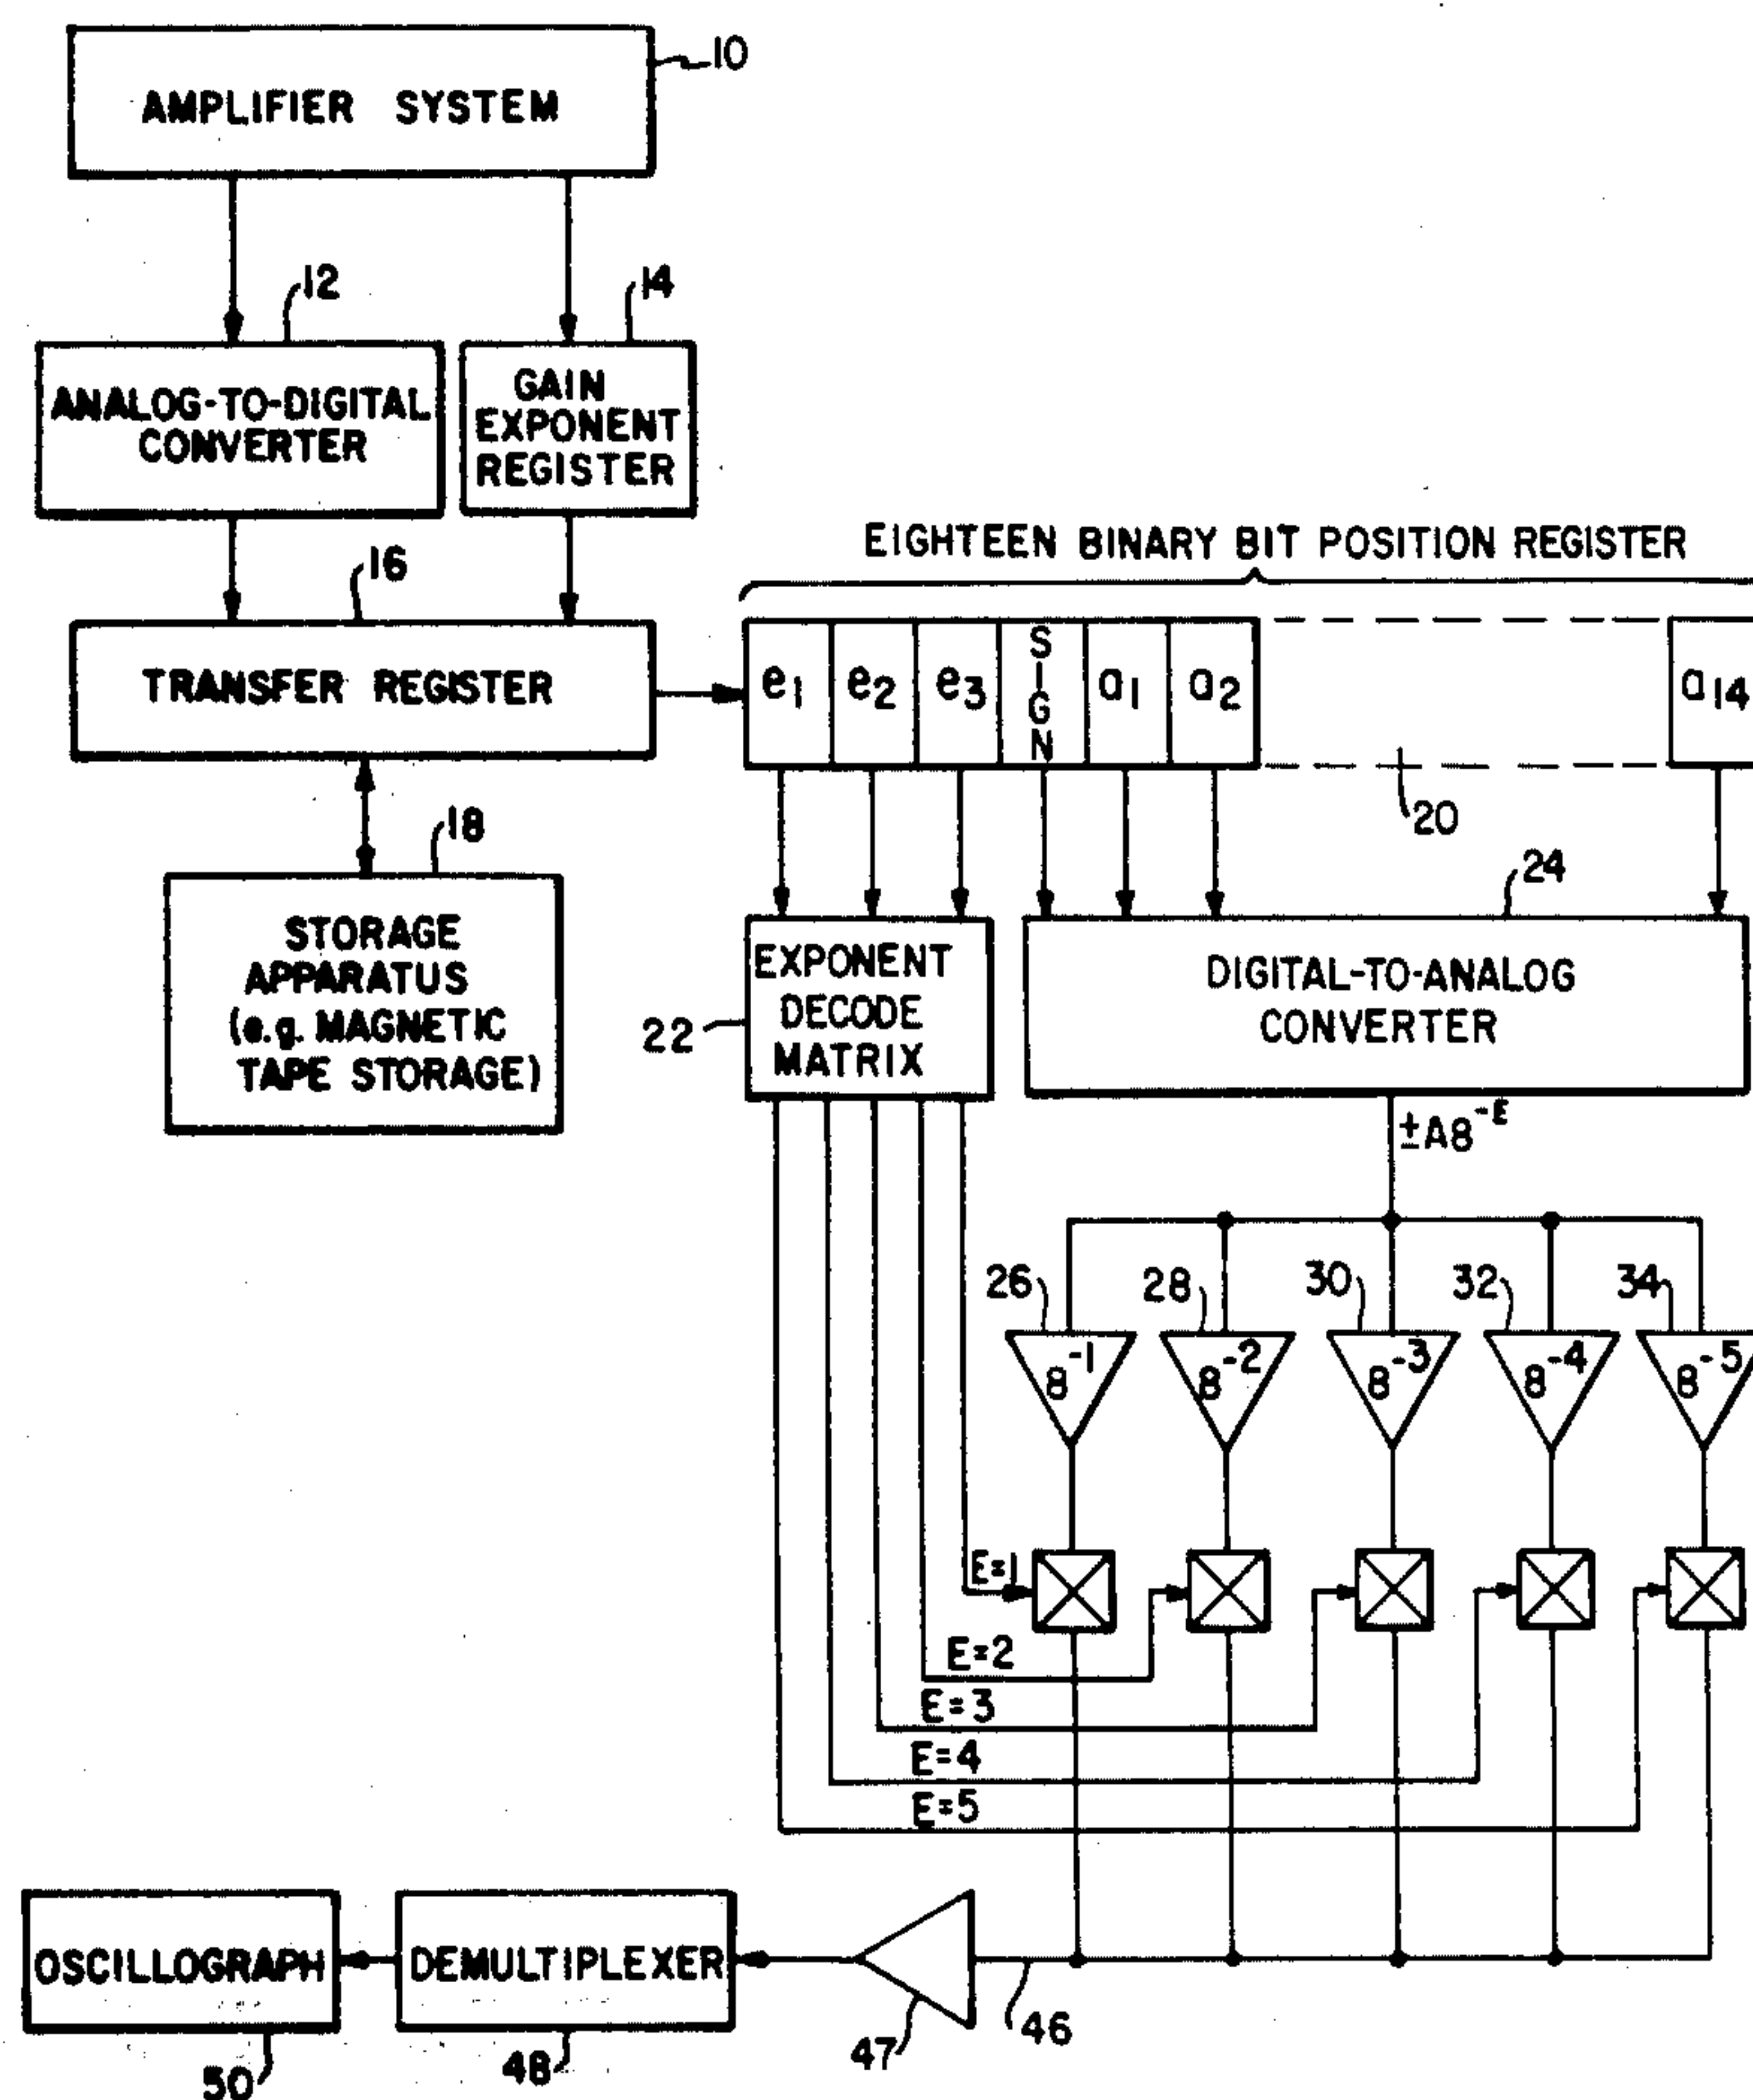 10
AMPLIFIER SYSTEM
12
14
ANALOG-TO-DIGITAL
CONVERTER
GAIN
EXPONENT
REGISTER
EIGHTEEN BINARY BIT POSITION REGISTER
16
TRANSFER REGISTER
e1 e2 e3 SIGN a1 a2 a14
20
18
STORAGE
APPARATUS
(e.g. MAGNETIC
TAPE STORAGE)
24
22
EXPONENT
DECODE
MATRIX
DIGITAL-TO-ANALOG
CONVERTER
±A8^-E
26 28 30 32 34
8^-1 8^-2 8^-3 8^-4 8^-5
E=1
E=2
E=3
E=4
E=5
OSCILLOGRAPH
DEMULTIPLEXER
50
48
47
46